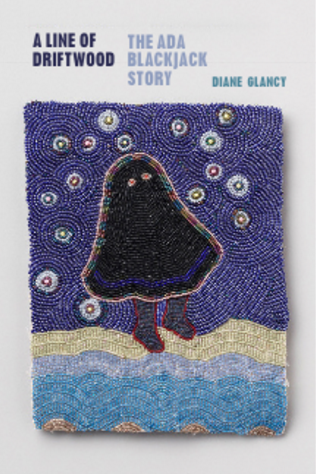 A LINE OF
DRIFTWOOD
THE ADA
BLACKJACK
STORY
DIANE GLANCY